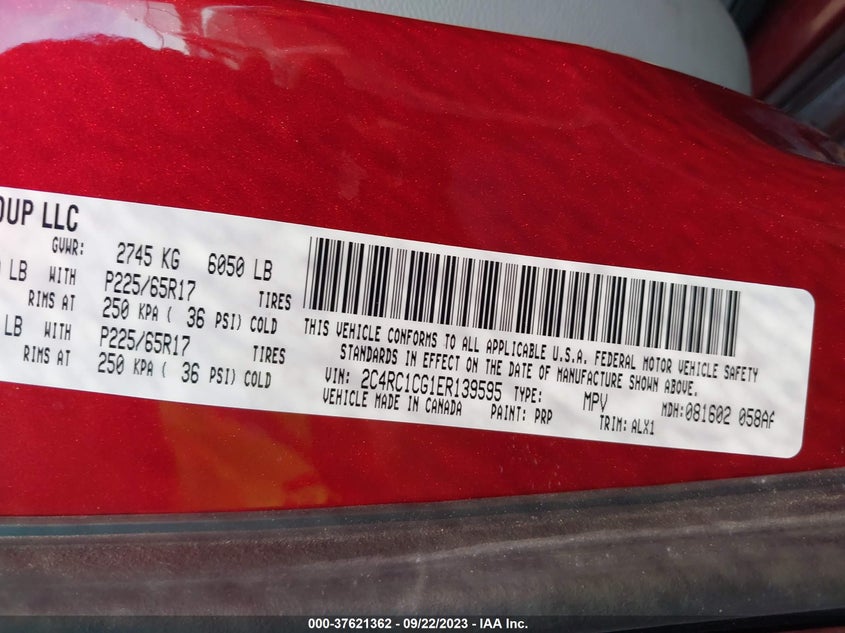 OUP LLC
GVWR: 2745 KG 6050 LB
LB WITH P225/65R17 TIRES
RIMS AT 250 KPA ( 36 PSI) COLD
LB WITH P225/65R17 TIRES
RIMS AT 250 KPA ( 36 PSI) COLD
THIS VEHICLE CONFORMS TO ALL APPLICABLE U.S.A. FEDERAL MOTOR VEHICLE SAFETY
STANDARDS IN EFFECT ON THE DATE OF MANUFACTURE SHOWN ABOVE.
VIN: 2C4RC1CG1ER139595 TYPE: MPV MDH: 081602 058AF
VEHICLE MADE IN CANADA PAINT: PRP TRIM: ALX1
000-37621362 - 09/22/2023 - IAA Inc.